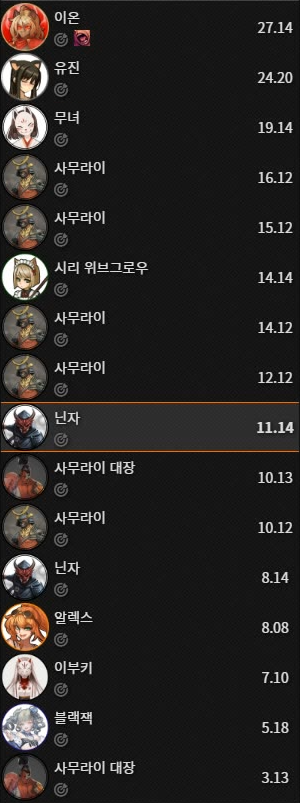 이온 27.14
유진 24.20
무녀 19.14
사무라이 16.12
사무라이 15.12
시리 위브그로우 14.14
사무라이 14.12
사무라이 12.12
닌자 11.14
사무라이 대장 10.13
사무라이 10.12
닌자 8.14
알렉스 8.08
이부키 7.10
블랙잭 5.18
사무라이 대장 3.13